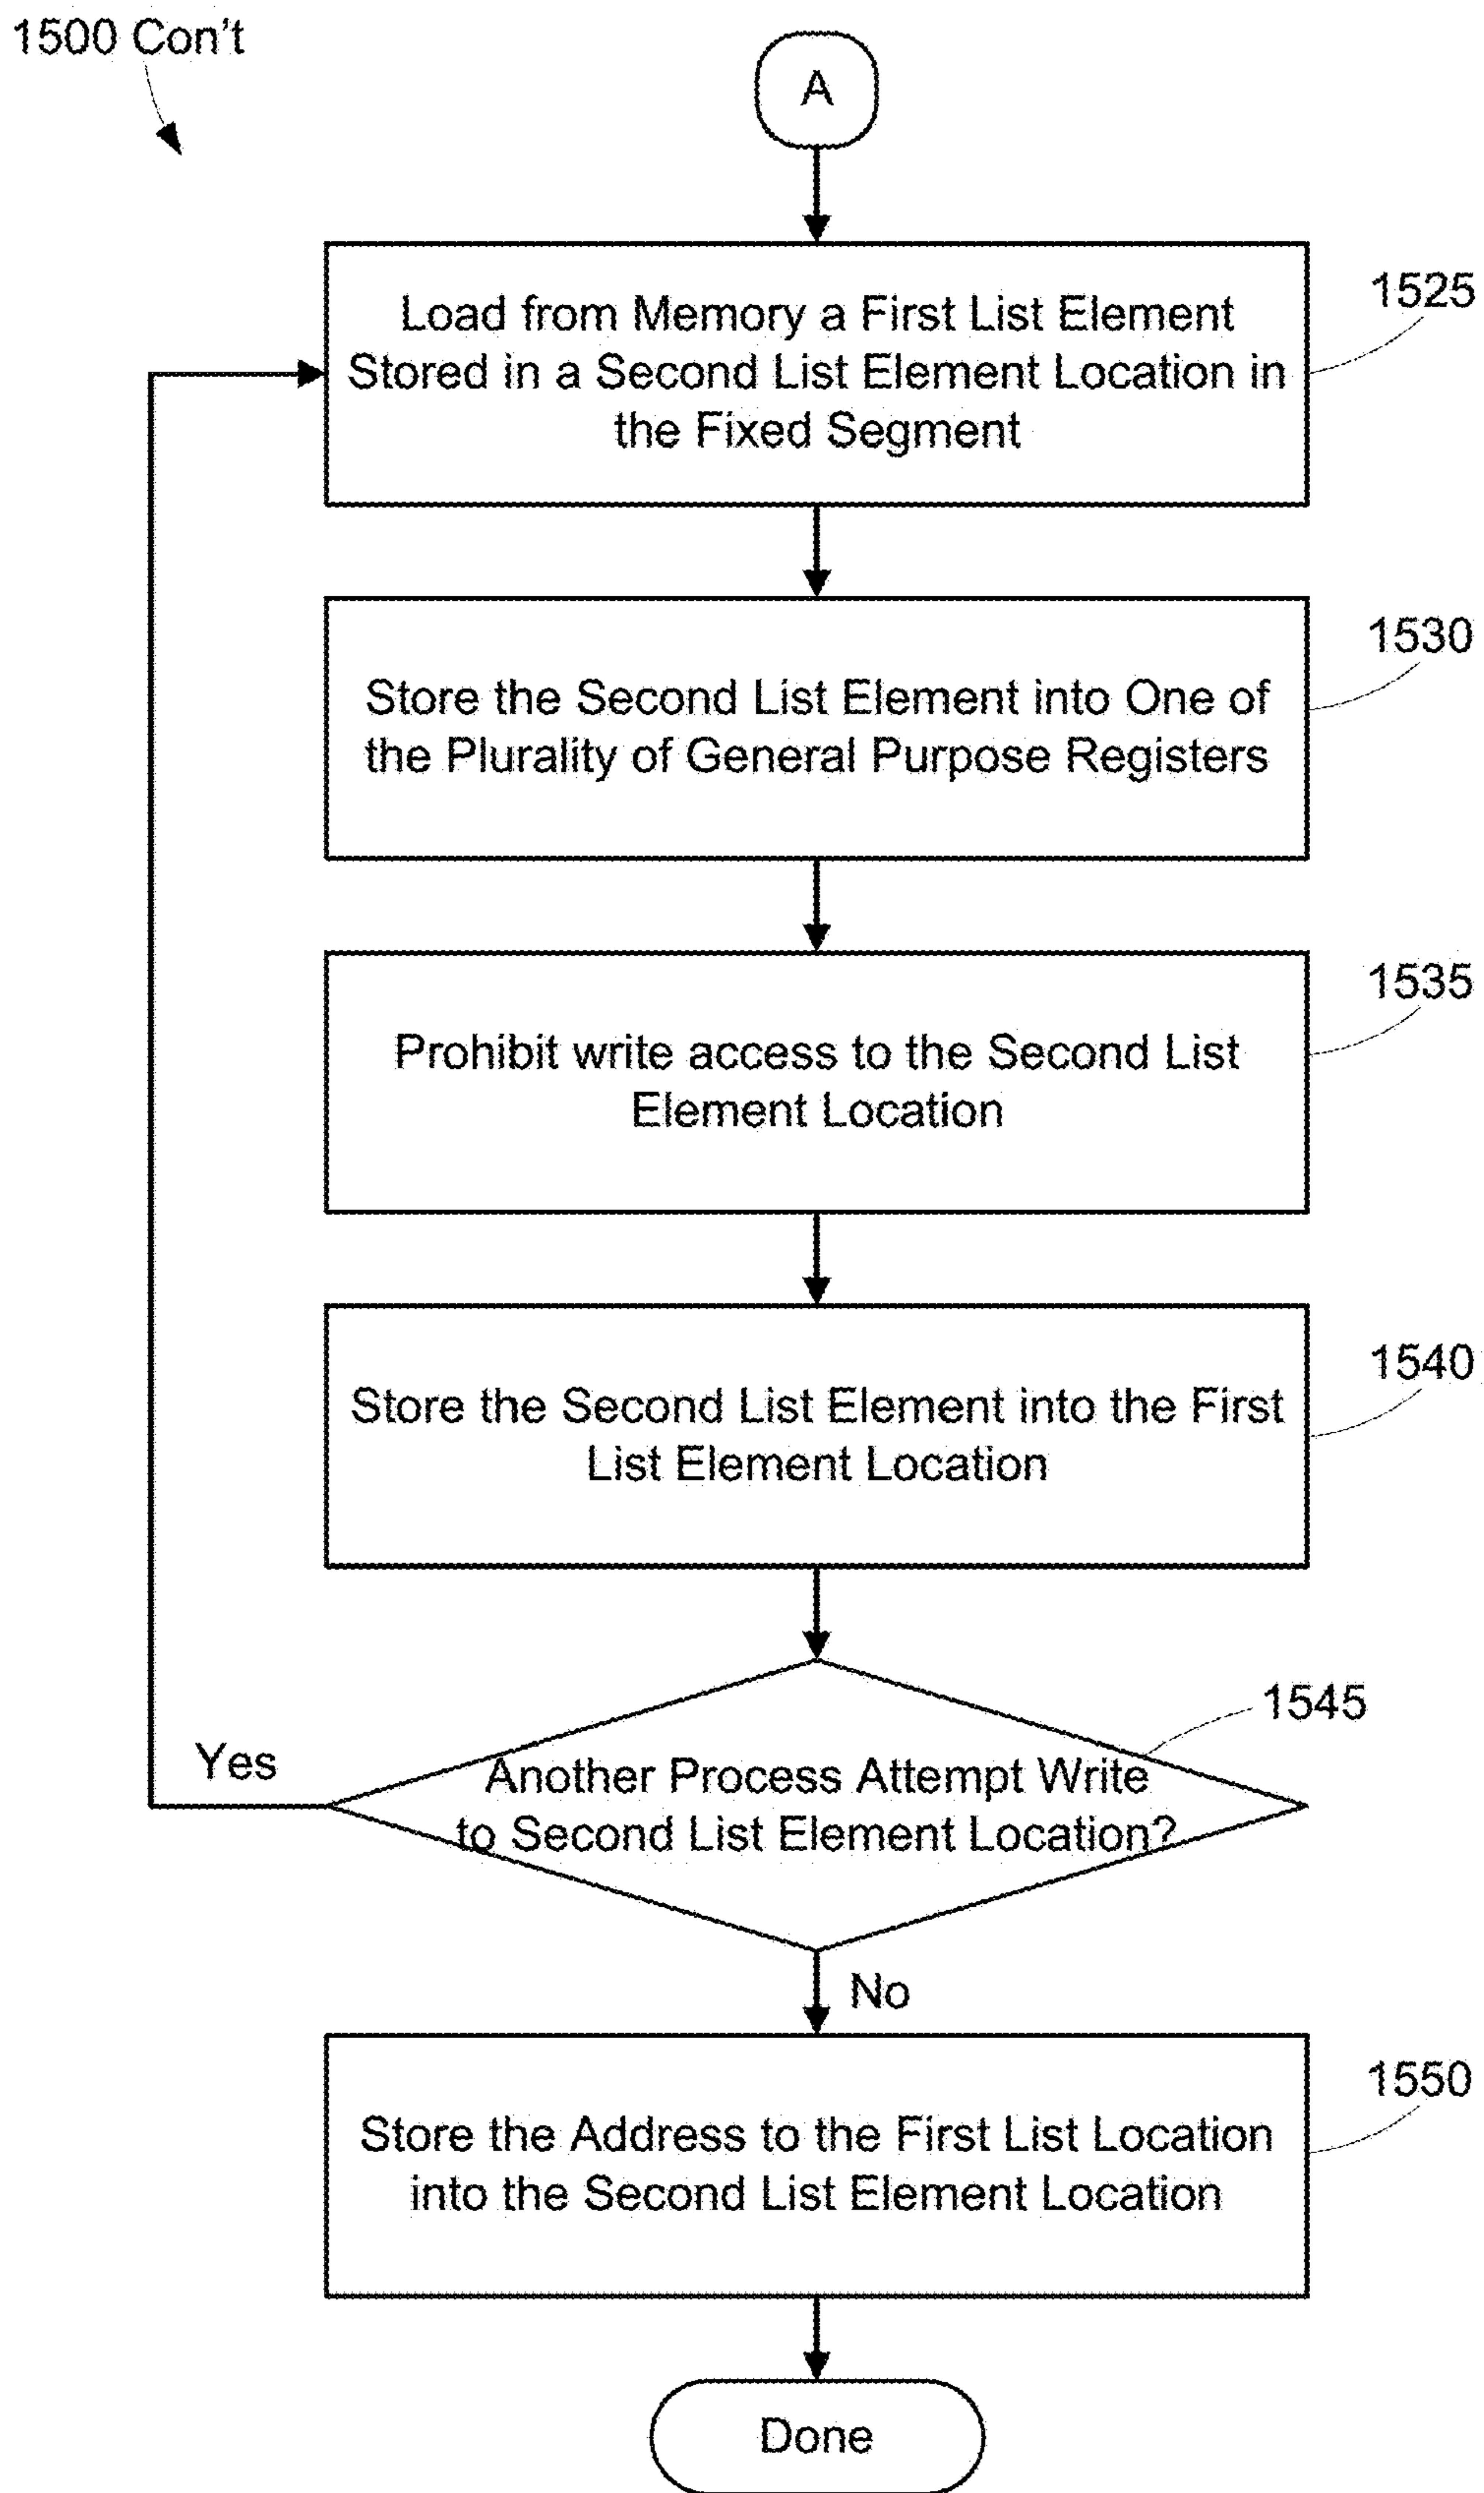 1500 Con't
A
Load from Memory a First List Element
Stored in a Second List Element Location in
the Fixed Segment
1525
Store the Second List Element into One of
the Plurality of General Purpose Registers
1530
Prohibit write access to the Second List
Element Location
1535
Store the Second List Element into the First
List Element Location
1540
Another Process Attempt Write
to Second List Element Location?
1545
Yes
No
Store the Address to the First List Location
into the Second List Element Location
1550
Done